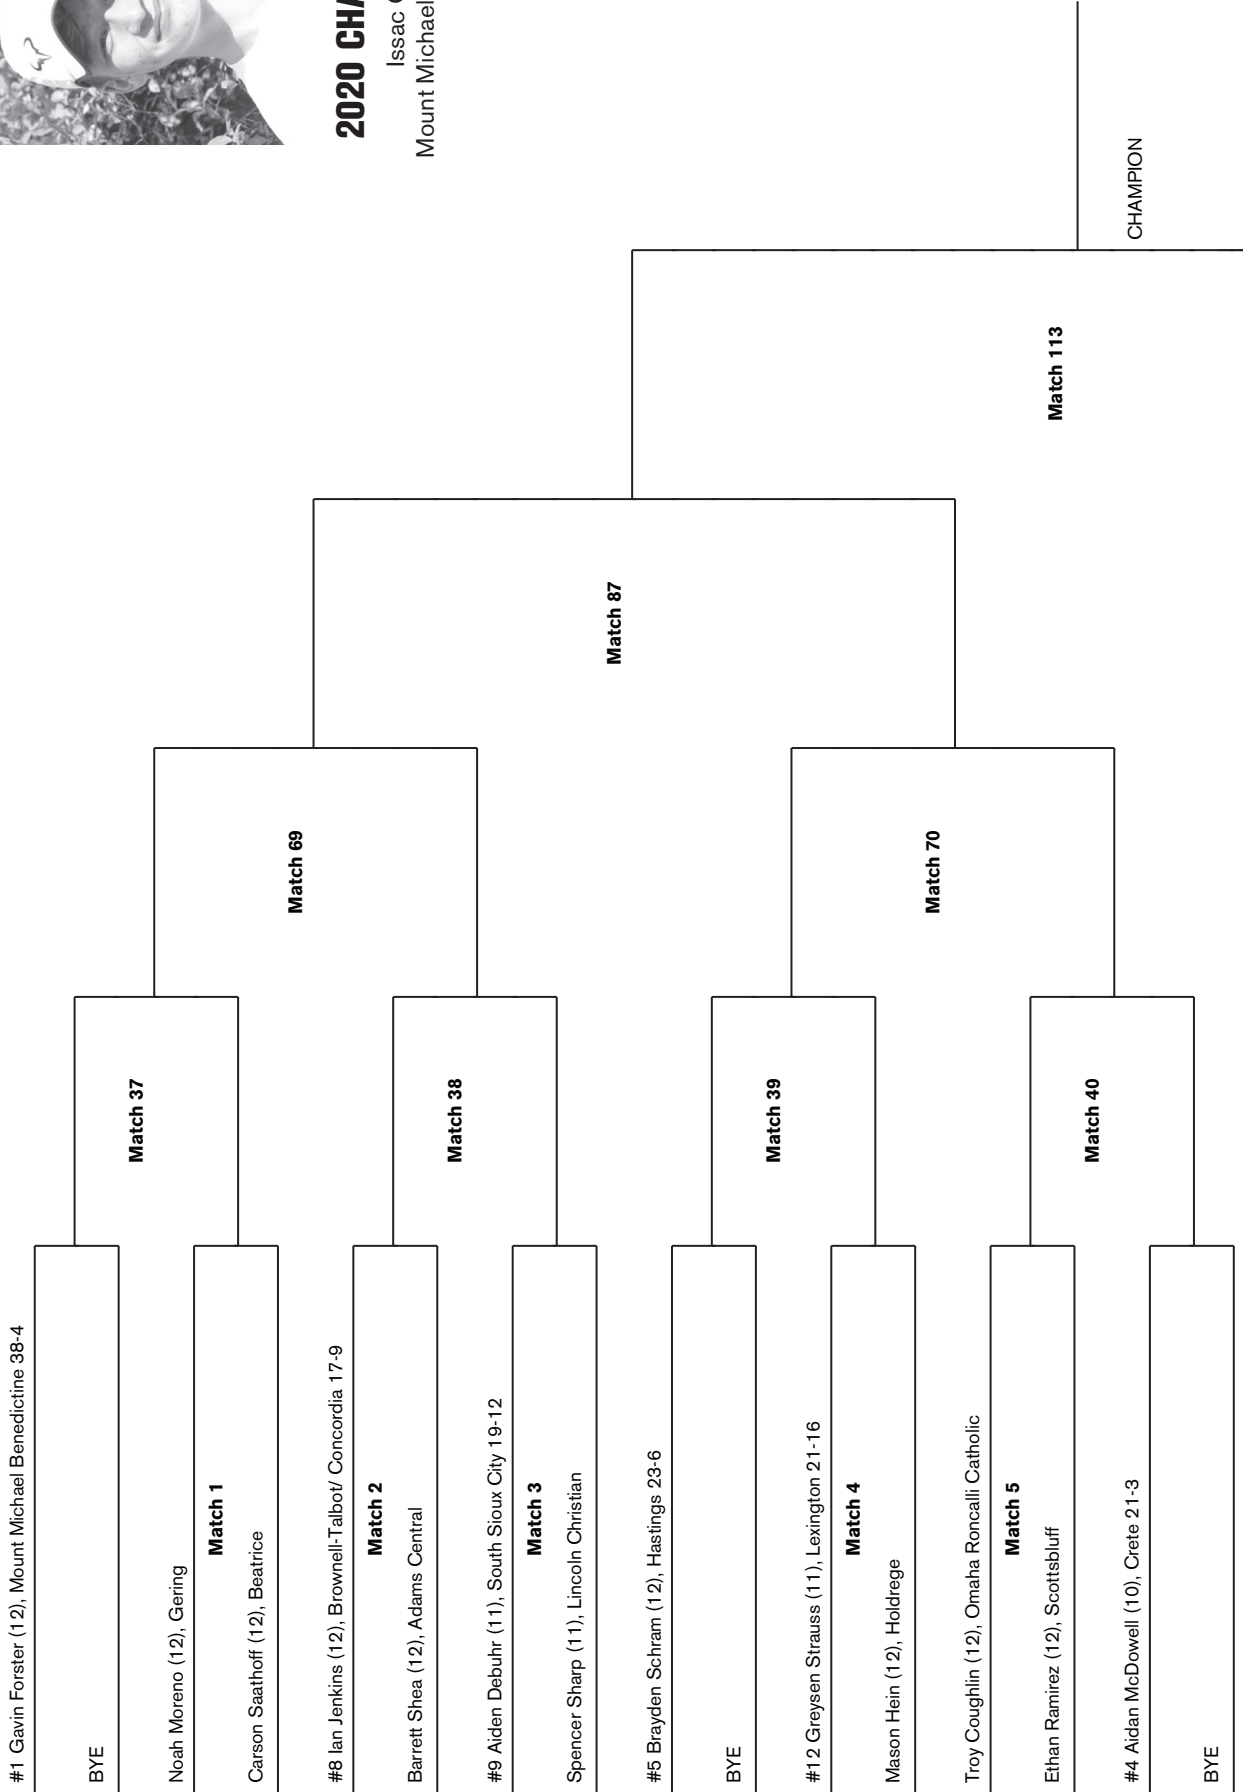 #1 Gavin Forster (12), Mount Michael Benedictine 38-4
BYE
Match 37
Noah Moreno (12), Gering
Match 1
Carson Saathoff (12), Beatrice
Match 69
#8 Ian Jenkins (12), Brownell-Talbot/ Concordia 17-9
Match 2
Barrett Shea (12), Adams Central
Match 38
#9 Aiden Debuhr (11), South Sioux City 19-12
Match 3
Spencer Sharp (11), Lincoln Christian
Match 87
#5 Brayden Schram (12), Hastings 23-6
BYE
Match 39
#12 Greysen Strauss (11), Lexington 21-16
Match 4
Mason Hein (12), Holdrege
Match 70
Troy Coughlin (12), Omaha Roncalli Catholic
Match 5
Ethan Ramirez (12), Scottsbluff
Match 40
#4 Aidan McDowell (10), Crete 21-3
BYE
Match 113
CHAMPION
2020 CHA
Issac
Mount Michael